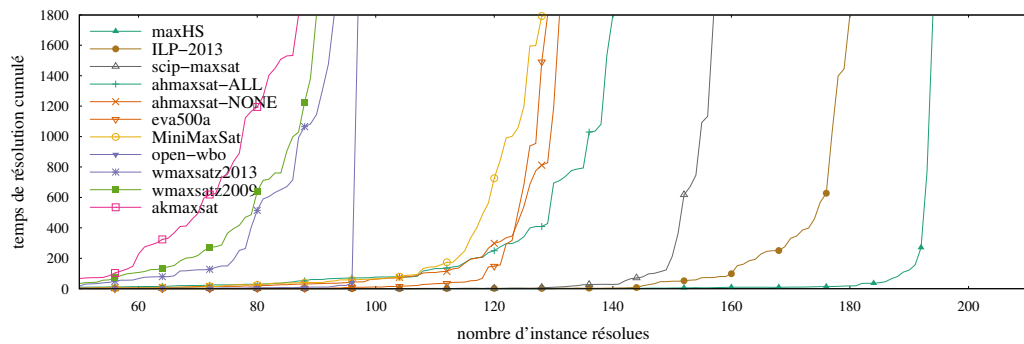 1800
1600
1400
1200
1000
800
600
400
200
0
temps de résolution cumulé
maxHS
ILP−2013
scip−maxsat
ahmaxsat−ALL
ahmaxsat−NONE
eva500a
MiniMaxSat
open−wbo
wmaxsatz2013
wmaxsatz2009
akmaxsat
60 80 100 120 140 160 180 200
nombre d’instance résolues